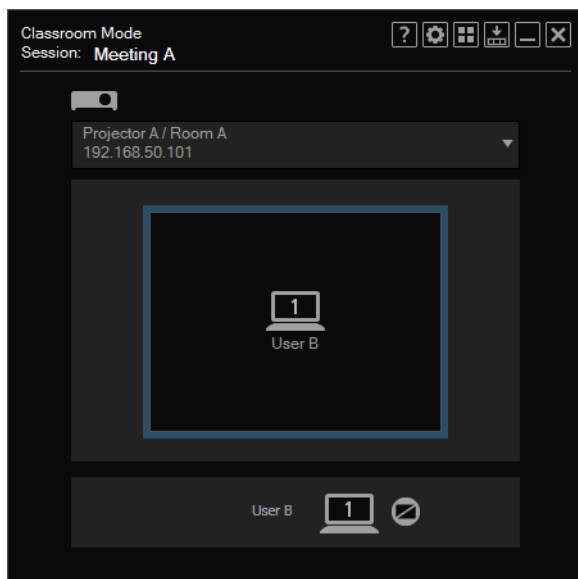 Classroom Mode
Session: Meeting A
?
Projector A / Room A
192.168.50.101
1
User B
User B 1